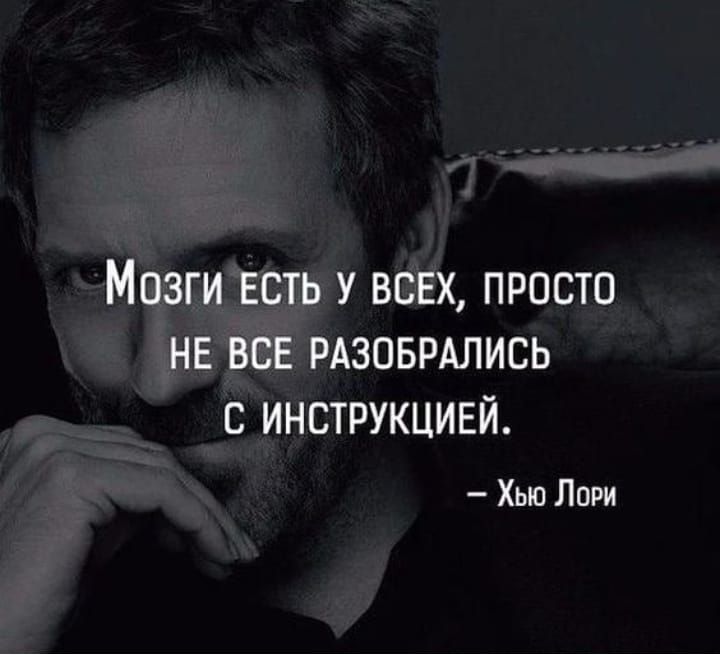 Мозги есть у всех, просто
не все разобрались
с инструкцией.
– Хью Лори